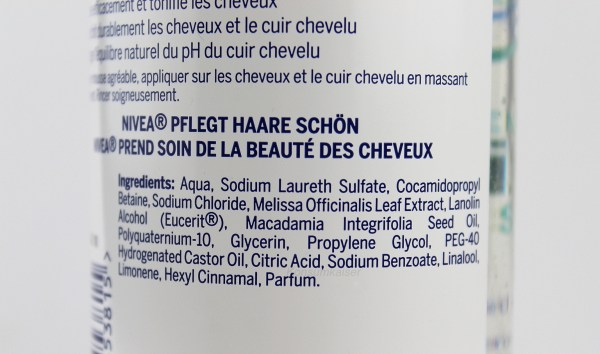 et tonifie les cheveux
les cheveux et le cuir chevelu
naturel du pH du cuir chevelu
agréable, appliquer sur les cheveux et le cuir chevelu en massant
soigneusement.
NIVEA® PFLEGT HAARE SCHÖN
PREND SOIN DE LA BEAUTÉ DES CHEVEUX
Ingredients: Aqua, Sodium Laureth Sulfate, Cocamidopropyl
Betaine, Sodium Chloride, Melissa Officinalis Leaf Extract, Lanolin
Alcohol (Eucerit®), Macadamia Integrifolia Seed Oil,
Polyquaternium-10, Glycerin, Propylene Glycol, PEG-40
Hydrogenated Castor Oil, Citric Acid, Sodium Benzoate, Linalool,
Limonene, Hexyl Cinnamal, Parfum.